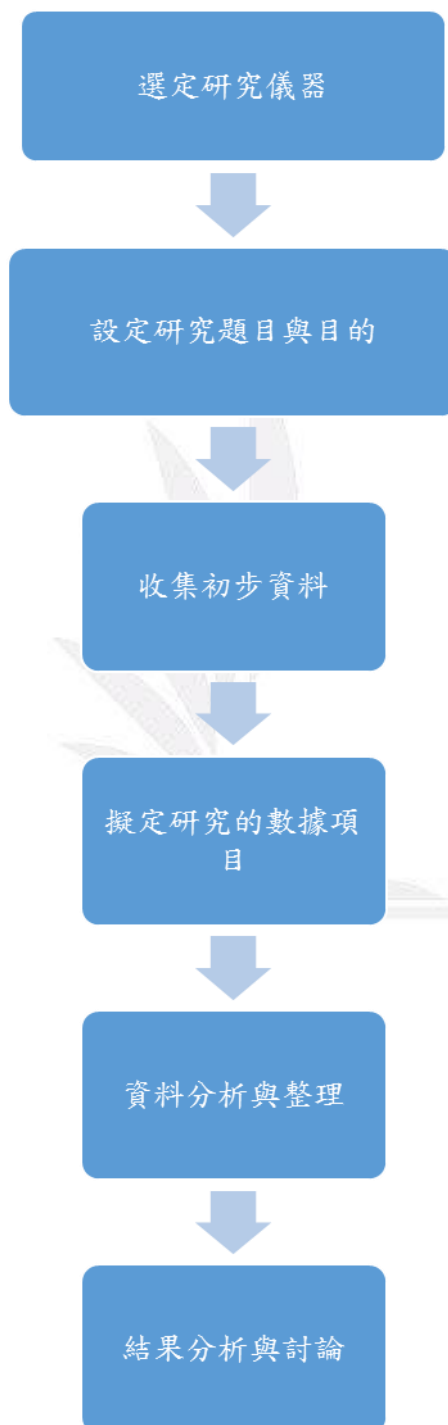 選定研究儀器
設定研究題目與目的
收集初步資料
擬定研究的數據項
目
資料分析與整理
結果分析與討論